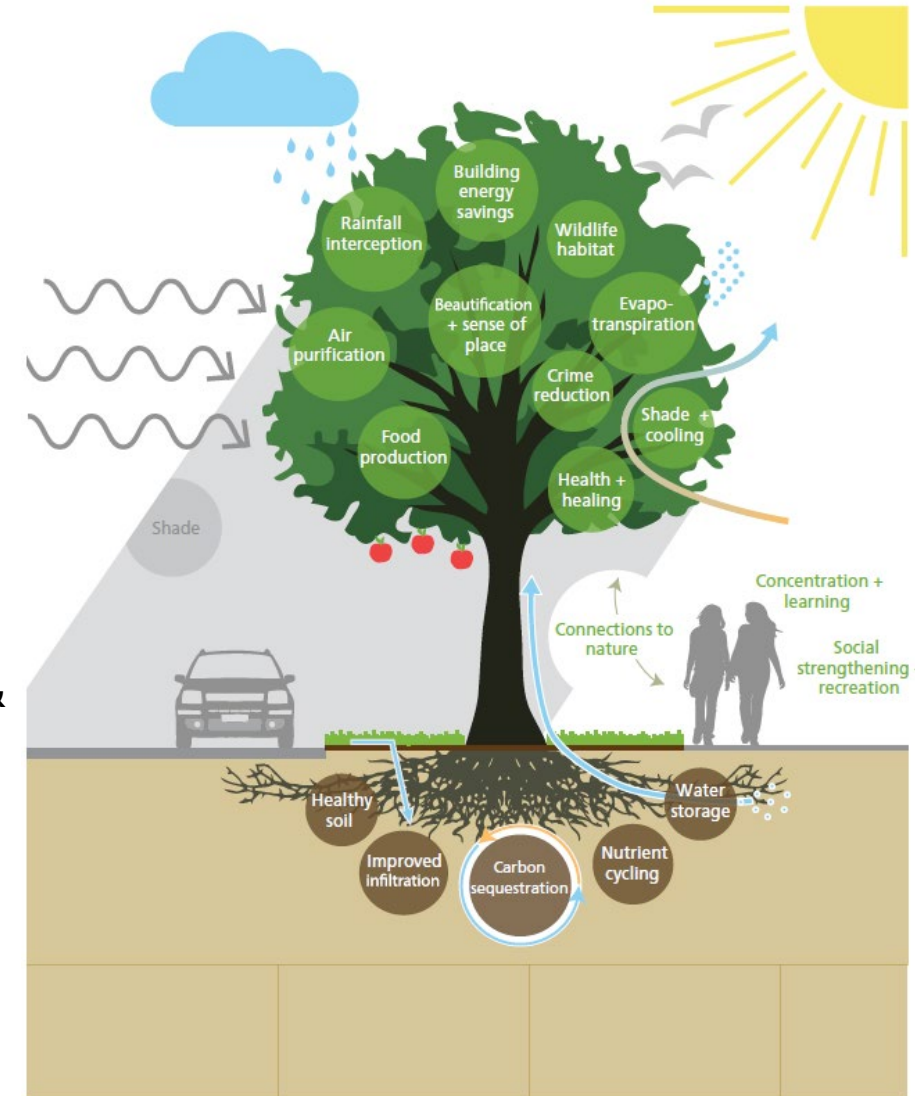 Building
energy
savings
Rainfall
interception
Wildlife
habitat
Beautification
+ sense of
place
Evapo-
transpiration
Air
purification
Crime
reduction
Shade +
cooling
Food
production
Health +
healing
Shade
Concentration +
learning
Connections to
nature
Social
strengthening
recreation
&
Healthy
soil
Water
storage
Improved
infiltration
Carbon
sequestration
Nutrient
cycling